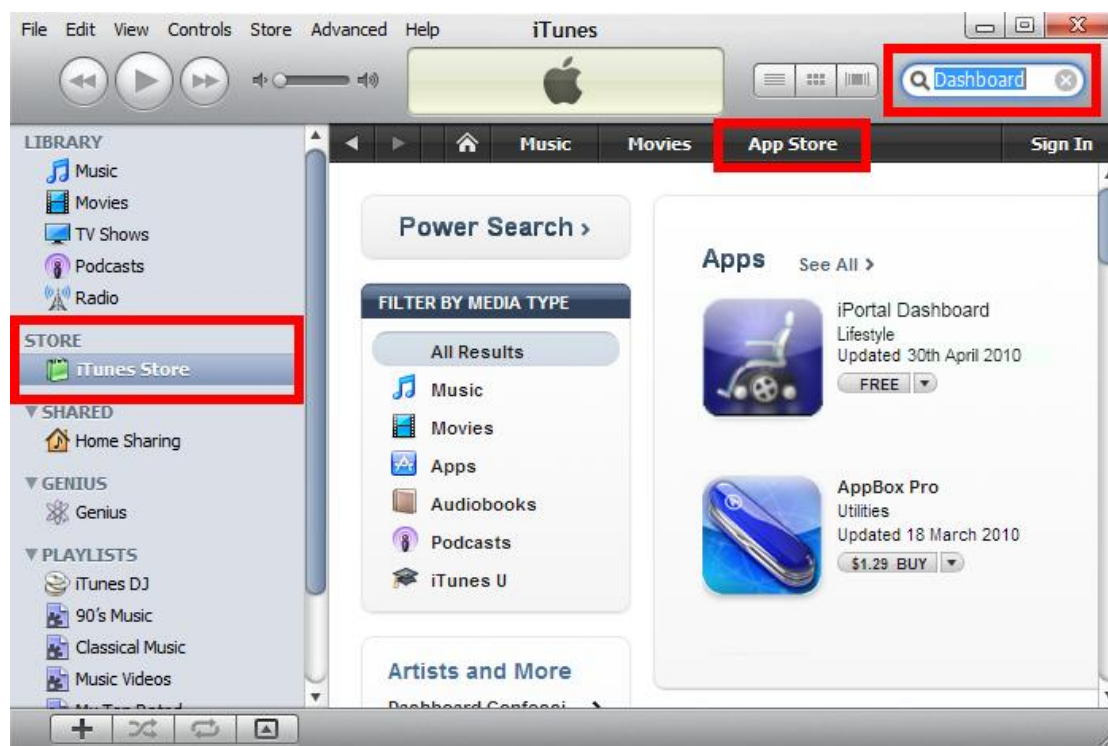 File Edit View Controls Store Advanced Help iTunes
Dashboard
LIBRARY
Music
Movies
TV Shows
Podcasts
Radio
STORE
iTunes Store
SHARED
Home Sharing
GENIUS
Genius
PLAYLISTS
iTunes DJ
90's Music
Classical Music
Music Videos
My Top Rated
Music Movies App Store Sign In
Power Search ›
FILTER BY MEDIA TYPE
All Results
Music
Movies
Apps
Audiobooks
Podcasts
iTunes U
Artists and More
Apps See All ›
iPortal Dashboard
Lifestyle
Updated 30th April 2010
FREE
AppBox Pro
Utilities
Updated 18 March 2010
$1.29 BUY